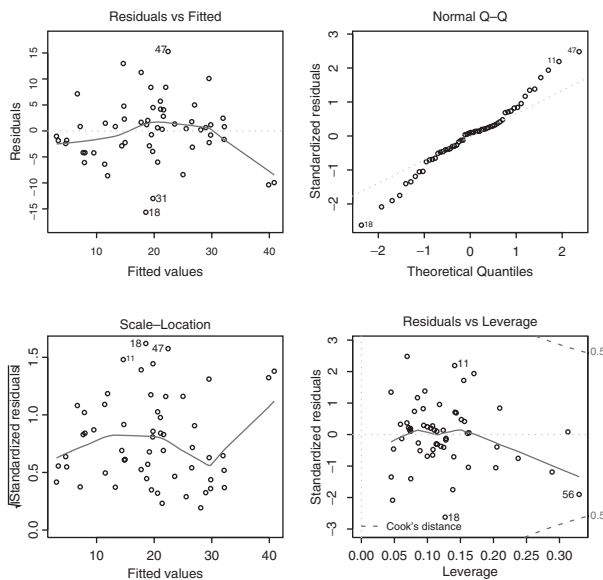 Residuals vs Fitted
Residuals
15
10
5
0
−5
−10
−15
47
31
18
10 20 30 40
Fitted values
Normal Q–Q
Standardized residuals
3
2
1
0
−1
−2
11
47
18
−2 −1 0 1 2
Theoretical Quantiles
Scale–Location
√|Standardized residuals|
1.5
1.0
0.5
0.0
18
47
11
10 20 30 40
Fitted values
Residuals vs Leverage
Standardized residuals
3
2
1
0
−1
−2
−3
11
0.5
56
18
0.5
Cook's distance
0.00 0.05 0.10 0.15 0.20 0.30
Leverage